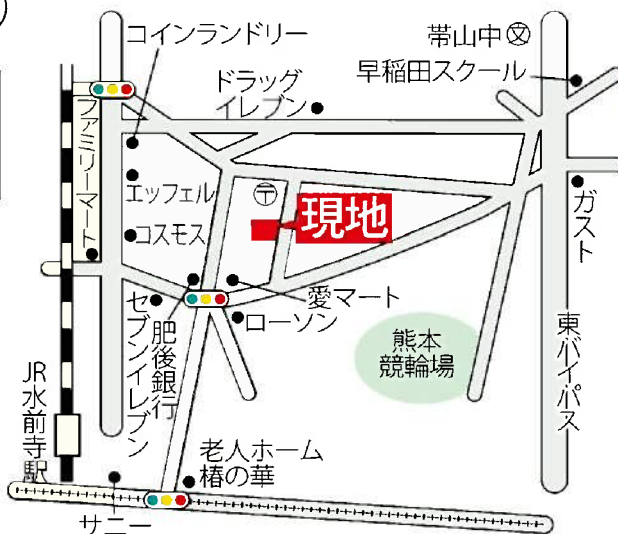 コインランドリー
帯山中 文
早稲田スクール
ドラッグ
イレブン
ファミリーマート
エッフェル
〒
現地
コスモス
ガスト
愛マート
ローソン
セブンイレブン
肥後銀行
熊本
競輪場
東バイパス
JR水前寺駅
老人ホーム
椿の華
サニー